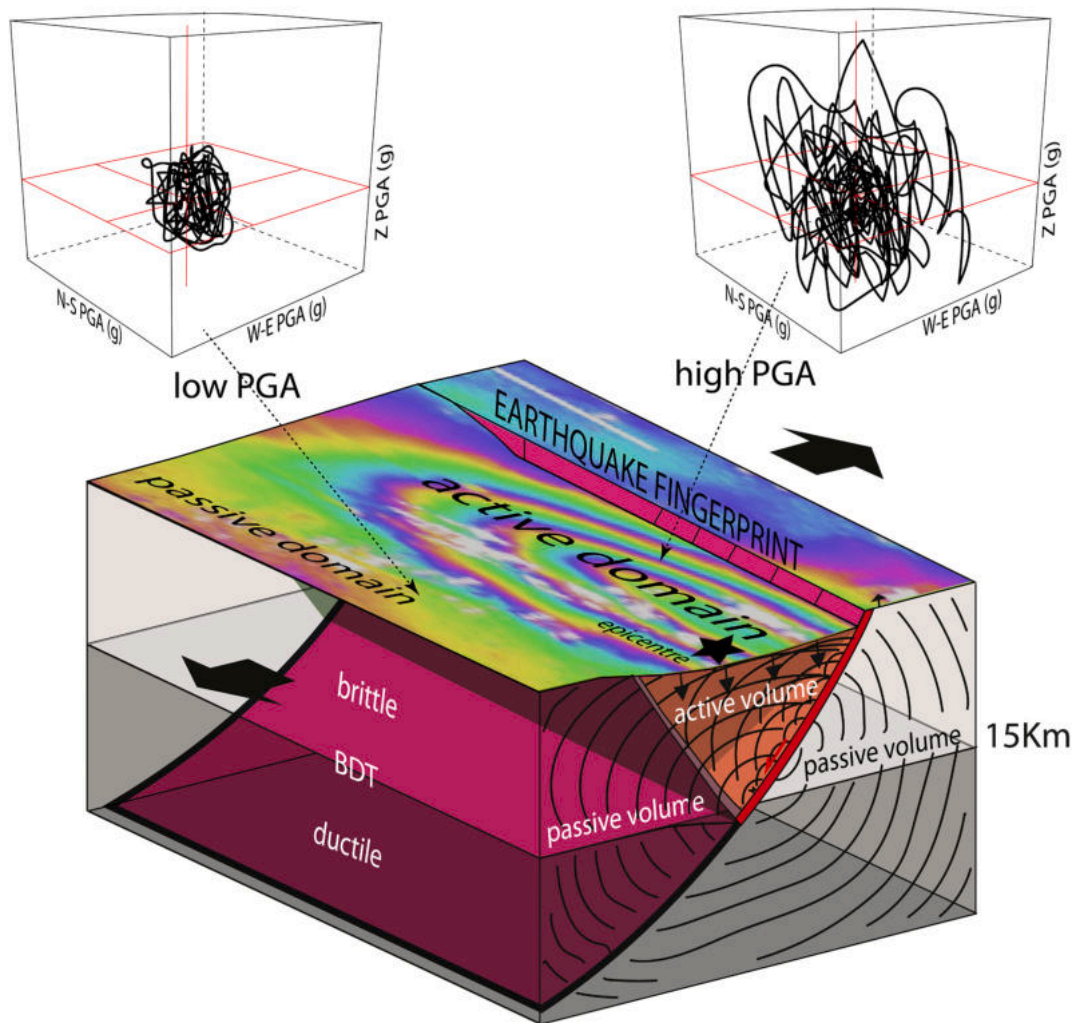 Z PGA (g)
N-S PGA (g)
W-E PGA (g)
Z PGA (g)
N-S PGA (g)
W-E PGA (g)
low PGA
high PGA
EARTHQUAKE FINGERPRINT
active domain
passive domain
epicentre
active volume
brittle
passive volume
15Km
BDT
passive volume
ductile